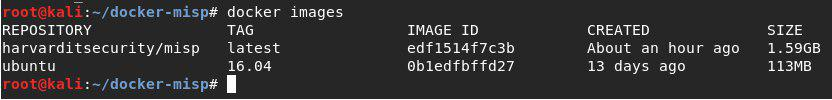 root@kali:~/docker-misp# docker images
REPOSITORY TAG IMAGE ID CREATED SIZE
harvarditsecurity/misp latest edf1514f7c3b About an hour ago 1.59GB
ubuntu 16.04 0b1edfbffd27 13 days ago 113MB
root@kali:~/docker-misp#